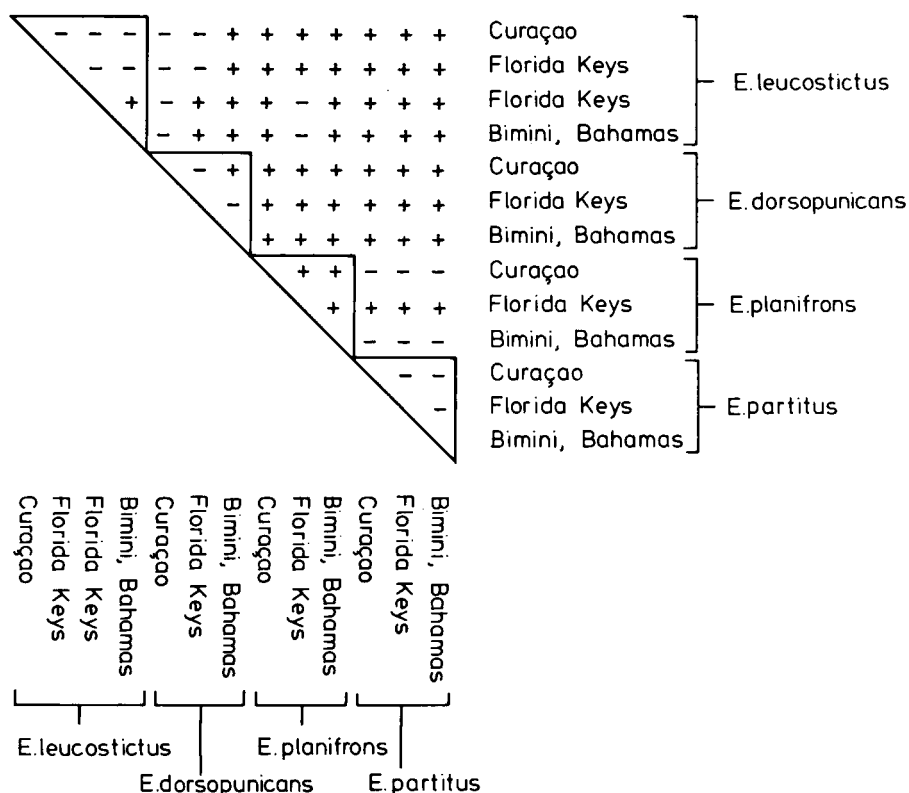 − − − − − + + + + + + + Curaçao
− − − − + + + + + + + Florida Keys
E.leucostictus
+ − + + + − + + + + Florida Keys
− + + + − + + + + Bimini, Bahamas
− + + + + + + + Curaçao
− + + + + + + Florida Keys E.dorsopunicans
+ + + + + + Bimini, Bahamas
+ + − − − Curaçao
+ + + + Florida Keys E.planifrons
− − − Bimini, Bahamas
− − Curaçao
− Florida Keys E.partitus
Bimini, Bahamas
Curaçao
Florida Keys
Florida Keys
Bimini, Bahamas
Curaçao
Florida Keys
Bimini, Bahamas
Curaçao
Florida Keys
Bimini, Bahamas
Curaçao
Florida Keys
Bimini, Bahamas
E.leucostictus
E.planifrons
E.dorsopunicans
E.partitus